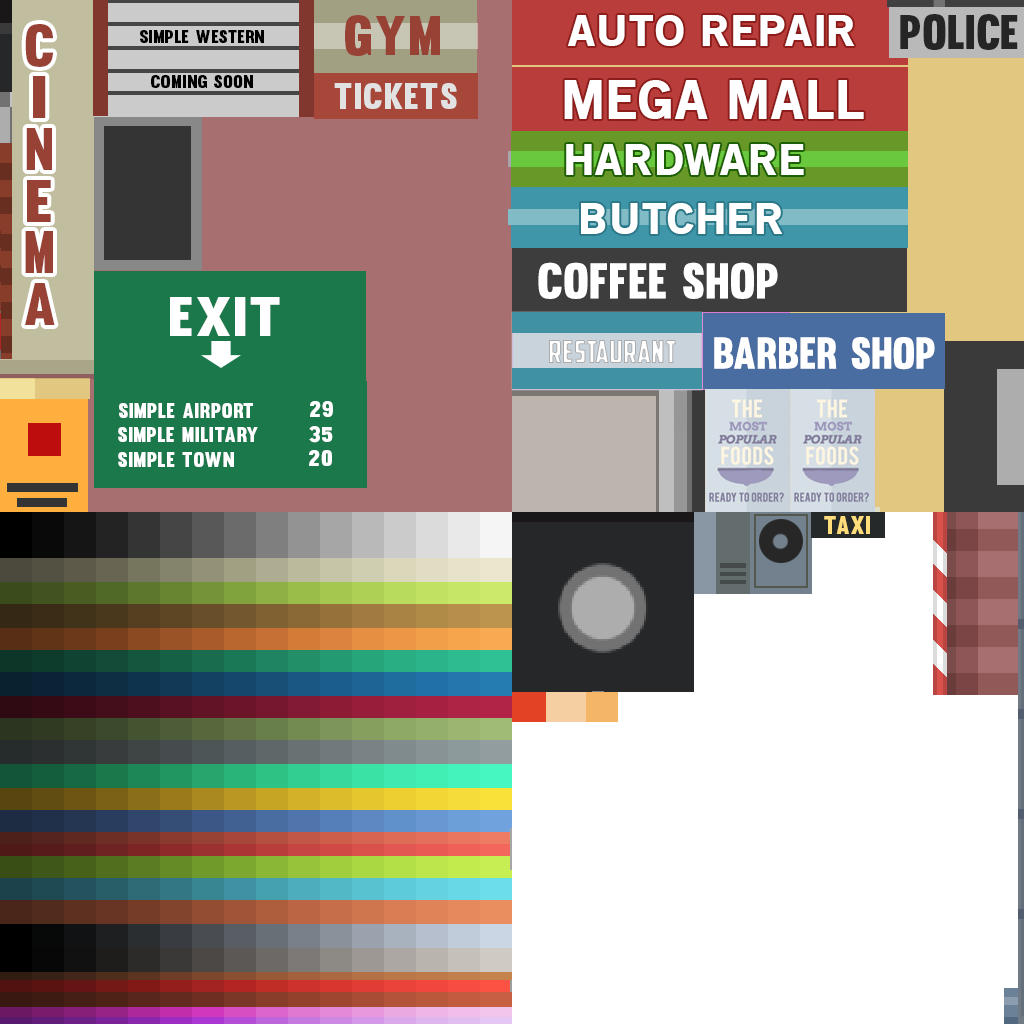 CINEMA
SIMPLE WESTERN
COMING SOON
GYM
TICKETS
EXIT
SIMPLE AIRPORT 29
SIMPLE MILITARY 35
SIMPLE TOWN 20
AUTO REPAIR
POLICE
MEGA MALL
HARDWARE
BUTCHER
COFFEE SHOP
RESTAURANT
BARBER SHOP
THE
MOST
POPULAR
FOODS
READY TO ORDER?
THE
MOST
POPULAR
FOODS
READY TO ORDER?
TAXI